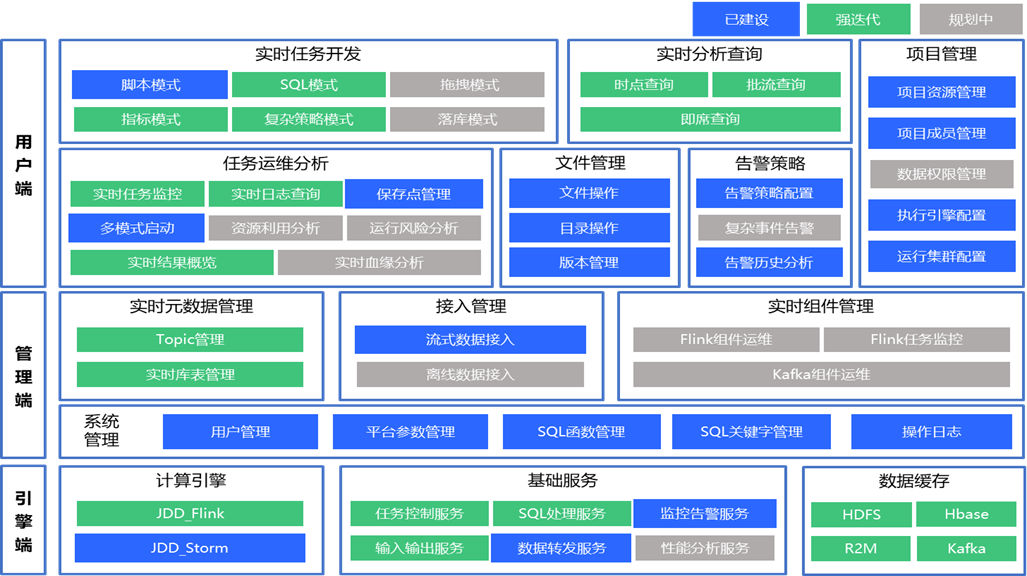 已建设 强迭代 规划中
用户端
实时任务开发
脚本模式 SQL模式 拖拽模式
指标模式 复杂策略模式 落库模式
实时分析查询
时点查询 批流查询
即席查询
项目管理
项目资源管理
项目成员管理
数据权限管理
执行引擎配置
运行集群配置
任务运维分析
实时任务监控 实时日志查询 保存点管理
多模式启动 资源利用分析 运行风险分析
实时结果概览 实时血缘分析
文件管理
文件操作
目录操作
版本管理
告警策略
告警策略配置
复杂事件告警
告警历史分析
管理端
实时元数据管理
Topic管理
实时库表管理
接入管理
流式数据接入
离线数据接入
实时组件管理
Flink组件运维 Flink任务监控
Kafka组件运维
系统
管理
用户管理 平台参数管理 SQL函数管理 SQL关键字管理 操作日志
引擎端
计算引擎
JDD_Flink
JDD_Storm
基础服务
任务控制服务 SQL处理服务 监控告警服务
输入输出服务 数据转发服务 性能分析服务
数据缓存
HDFS Hbase
R2M Kafka